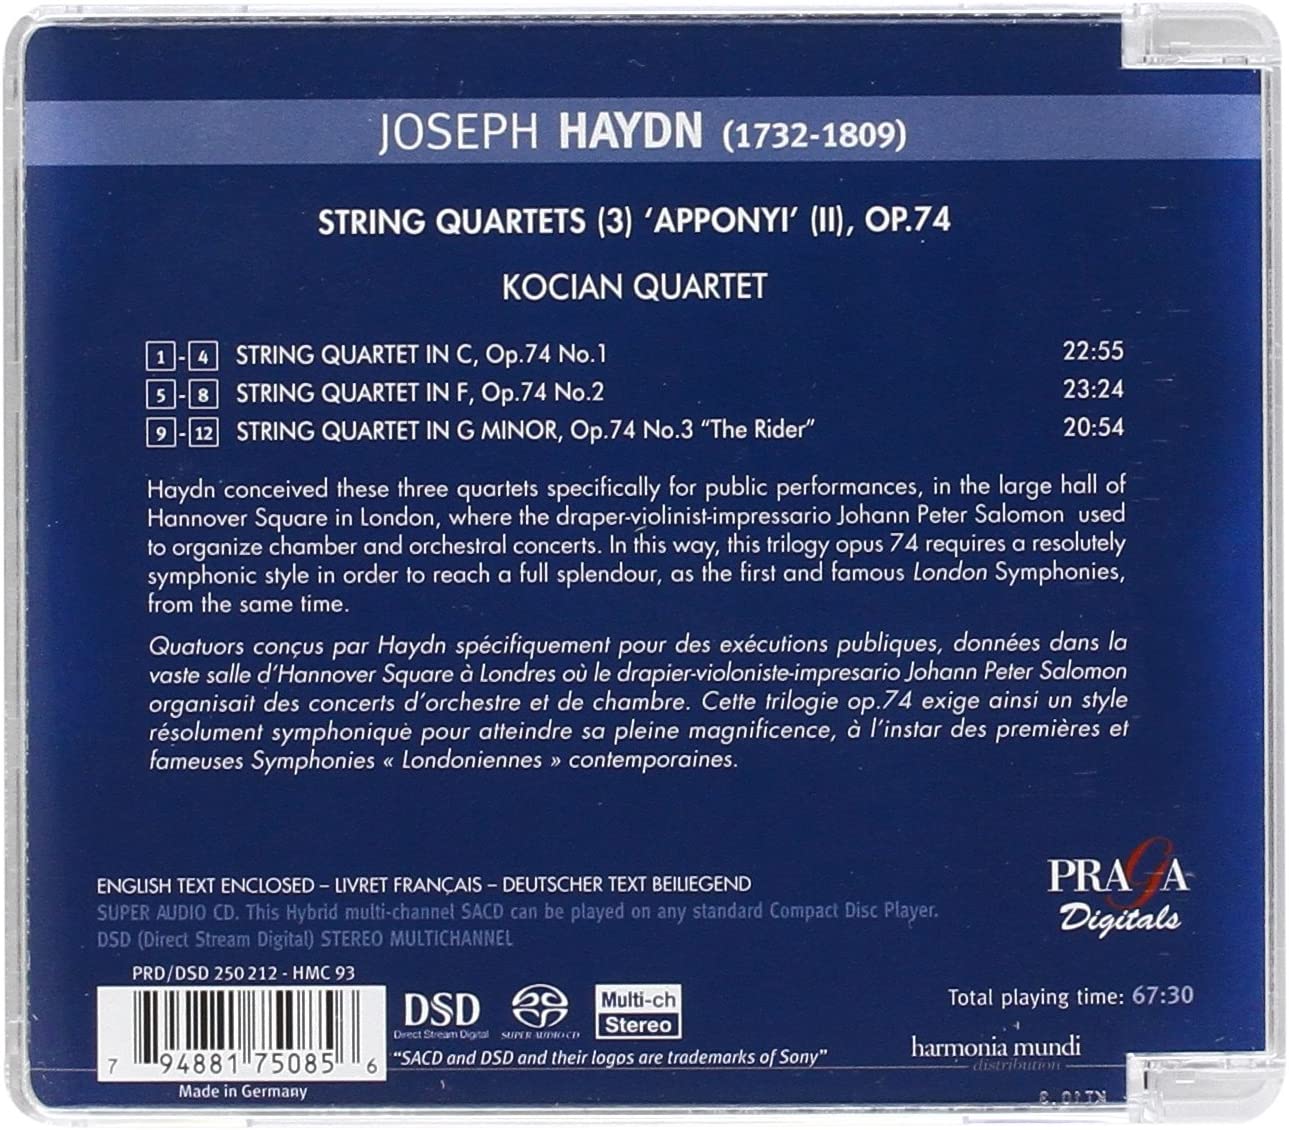 JOSEPH HAYDN (1732-1809)
STRING QUARTETS (3) ‘APPONYI’ (II), OP.74
KOCIAN QUARTET
1 - 4 STRING QUARTET IN C, Op.74 No.1 22:55
5 - 8 STRING QUARTET IN F, Op.74 No.2 23:24
9 - 12 STRING QUARTET IN G MINOR, Op.74 No.3 “The Rider” 20:54
Haydn conceived these three quartets specifically for public performances, in the large hall of
Hannover Square in London, where the draper-violinist-impressario Johann Peter Salomon used
to organize chamber and orchestral concerts. In this way, this trilogy opus 74 requires a resolutely
symphonic style in order to reach a full splendour, as the first and famous London Symphonies,
from the same time.
Quatuors conçus par Haydn spécifiquement pour des exécutions publiques, données dans la
vaste salle d’Hannover Square à Londres où le drapier-violoniste-impresario Johann Peter Salomon
organisait des concerts d’orchestre et de chambre. Cette trilogie op.74 exige ainsi un style
résolument symphonique pour atteindre sa pleine magnificence, à l’instar des premières et
fameuses Symphonies « Londoniennes » contemporaines.
ENGLISH TEXT ENCLOSED – LIVRET FRANÇAIS – DEUTSCHER TEXT BEILIEGEND
SUPER AUDIO CD. This Hybrid multi-channel SACD can be played on any standard Compact Disc Player.
DSD (Direct Stream Digital) STEREO MULTICHANNEL
PRAGA
Digitals
PRD/DSD 250 212 - HMC 93
DSD
Direct Stream Digital
SUPER AUDIO CD
Multi-ch
Stereo
Total playing time: 67:30
7 94881 75085 6
“SACD and DSD and their logos are trademarks of Sony”
harmonia mundi
distribution
Made in Germany